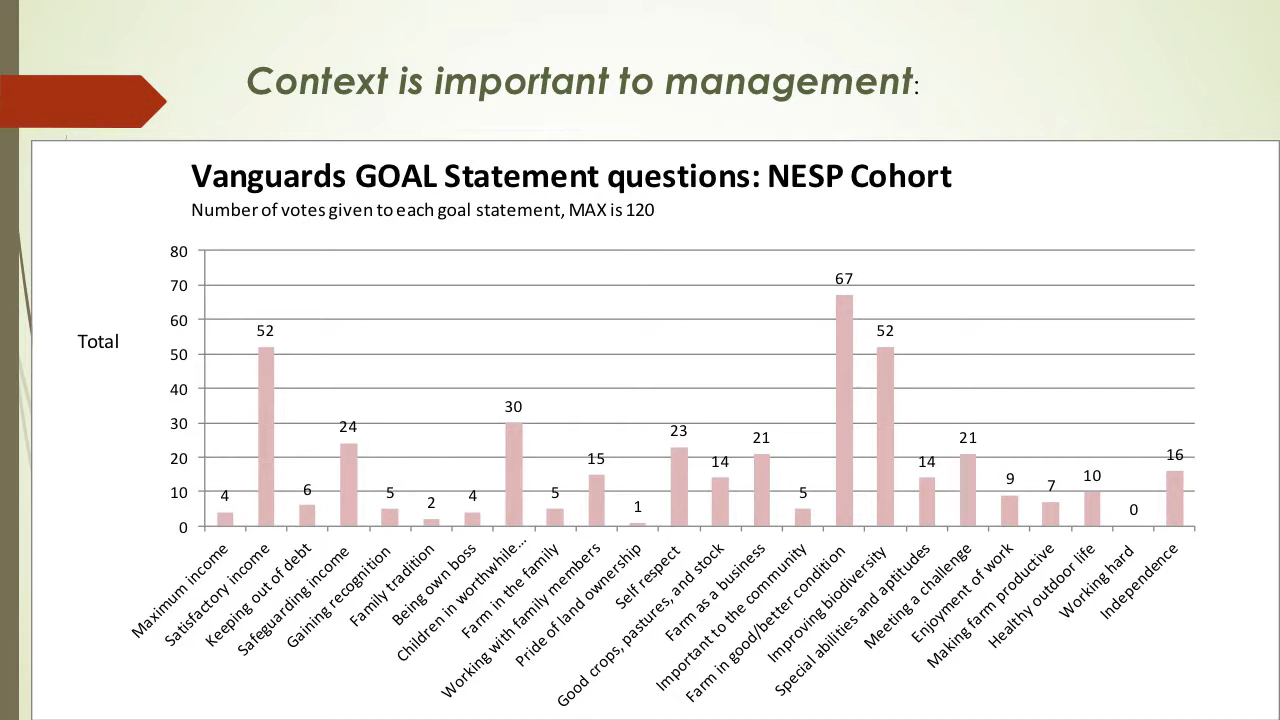 Context is important to management:
Vanguards GOAL Statement questions: NESP Cohort
Number of votes given to each goal statement, MAX is 120
Total
80
70
60
50
40
30
20
10
0
4
52
6
24
5
2
4
30
5
15
1
23
14
21
5
67
52
14
21
9
7
10
0
16
Maximum income
Satisfactory income
Keeping out of debt
Safeguarding income
Gaining recognition
Family tradition
Being own boss
Children in worthwhile...
Farm in the family
Working with family members
Pride of land ownership
Self respect
Good crops, pastures, and stock
Farm as a business
Important to the community
Farm in good/better condition
Improving biodiversity
Special abilities and aptitudes
Meeting a challenge
Enjoyment of work
Making farm productive
Healthy outdoor life
Working hard
Independence